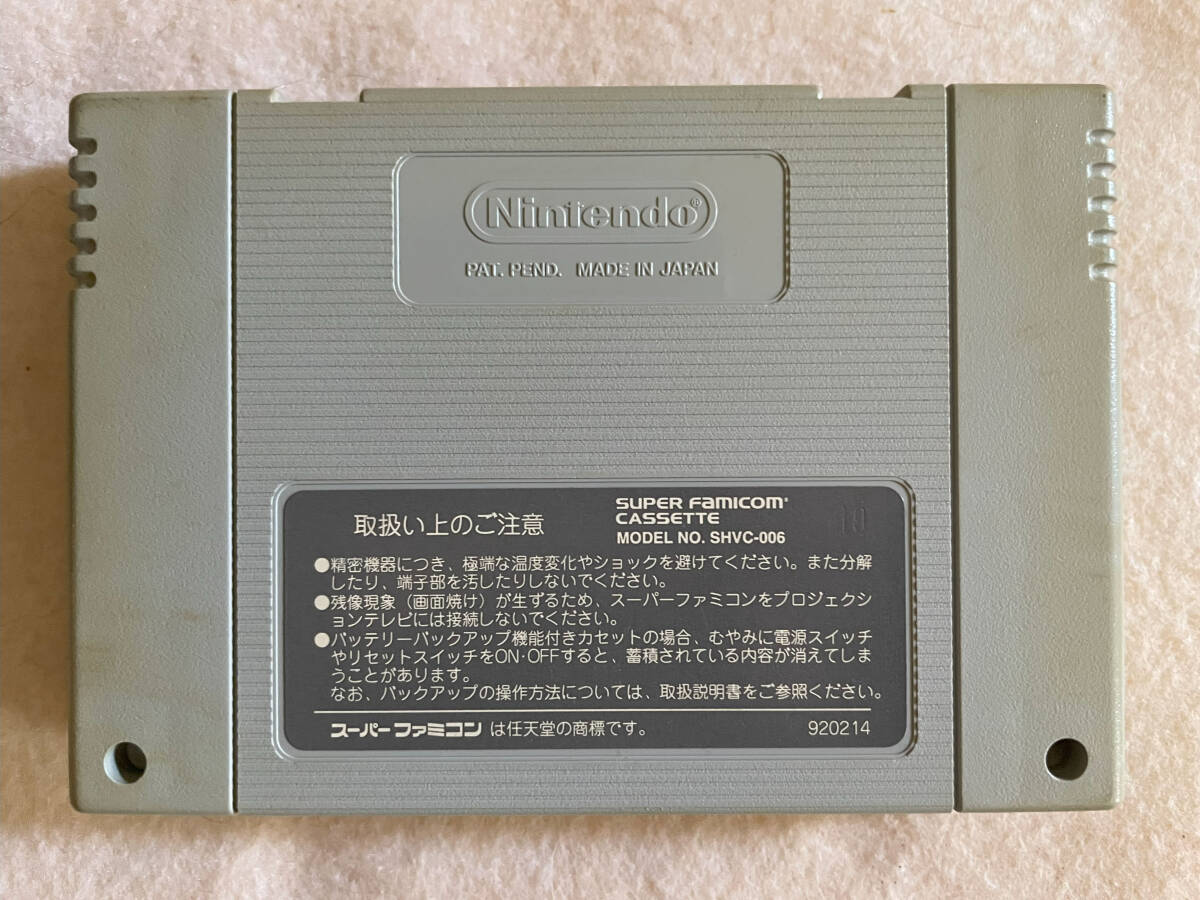 Nintendo®
PAT. PEND. MADE IN JAPAN
取扱い上のご注意
SUPER FAMICOM®
CASSETTE
MODEL NO. SHVC-006
10
●精密機器につき、極端な温度変化やショックを避けてください。また分解
したり、端子部を汚したりしないでください。
●残像現象（画面焼け）が生ずるため、スーパーファミコンをプロジェクシ
ョンテレビには接続しないでください。
●バッテリーバックアップ機能付きカセットの場合、むやみに電源スイッチ
やリセットスイッチをON・OFFすると、蓄積されている内容が消えてしま
うことがあります。
なお、バックアップの操作方法については、取扱説明書をご参照ください。
スーパーファミコン は任天堂の商標です。
920214